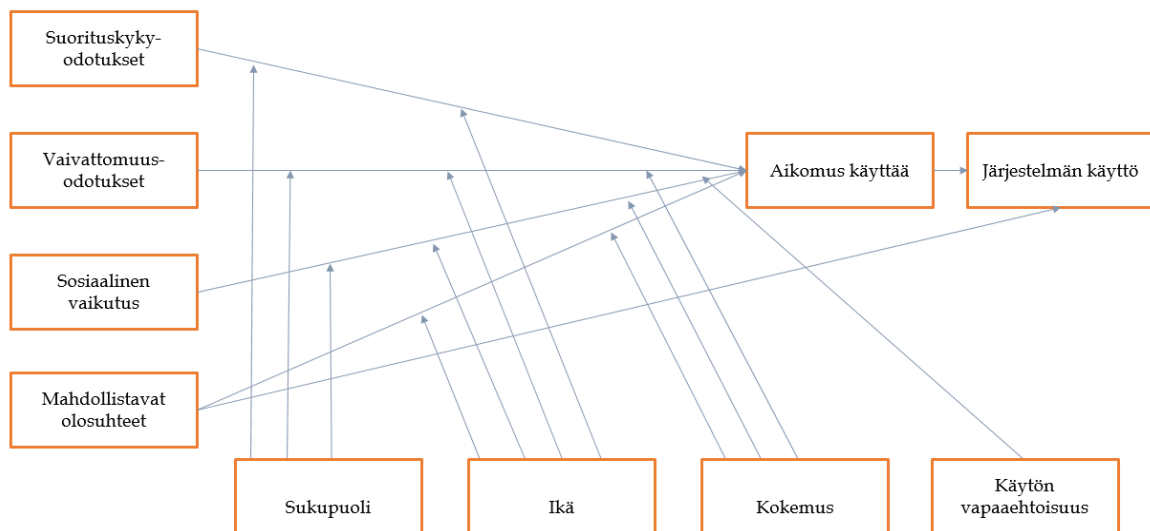 Suorituskyky-
odotukset
Vaivattomuus-
odotukset
Aikomus käyttää
Järjestelmän käyttö
Sosiaalinen
vaikutus
Mahdollistavat
olosuhteet
Sukupuoli
Ikä
Kokemus
Käytön
vapaaehtoisuus